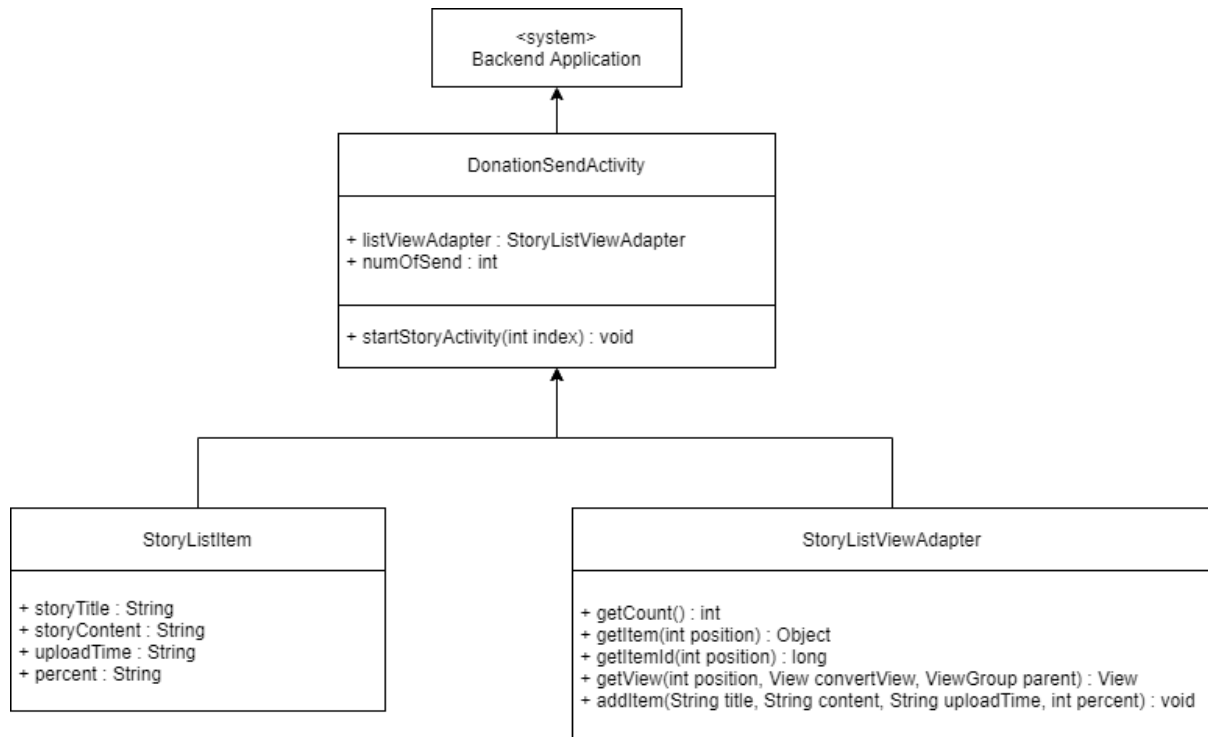 <system>
Backend Application
DonationSendActivity
+ listViewAdapter : StoryListViewAdapter
+ numOfSend : int
+ startStoryActivity(int index) : void
StoryListItem
+ storyTitle : String
+ storyContent : String
+ uploadTime : String
+ percent : String
StoryListViewAdapter
+ getCount() : int
+ getItem(int position) : Object
+ getItemId(int position) : long
+ getView(int position, View convertView, ViewGroup parent) : View
+ addItem(String title, String content, String uploadTime, int percent) : void